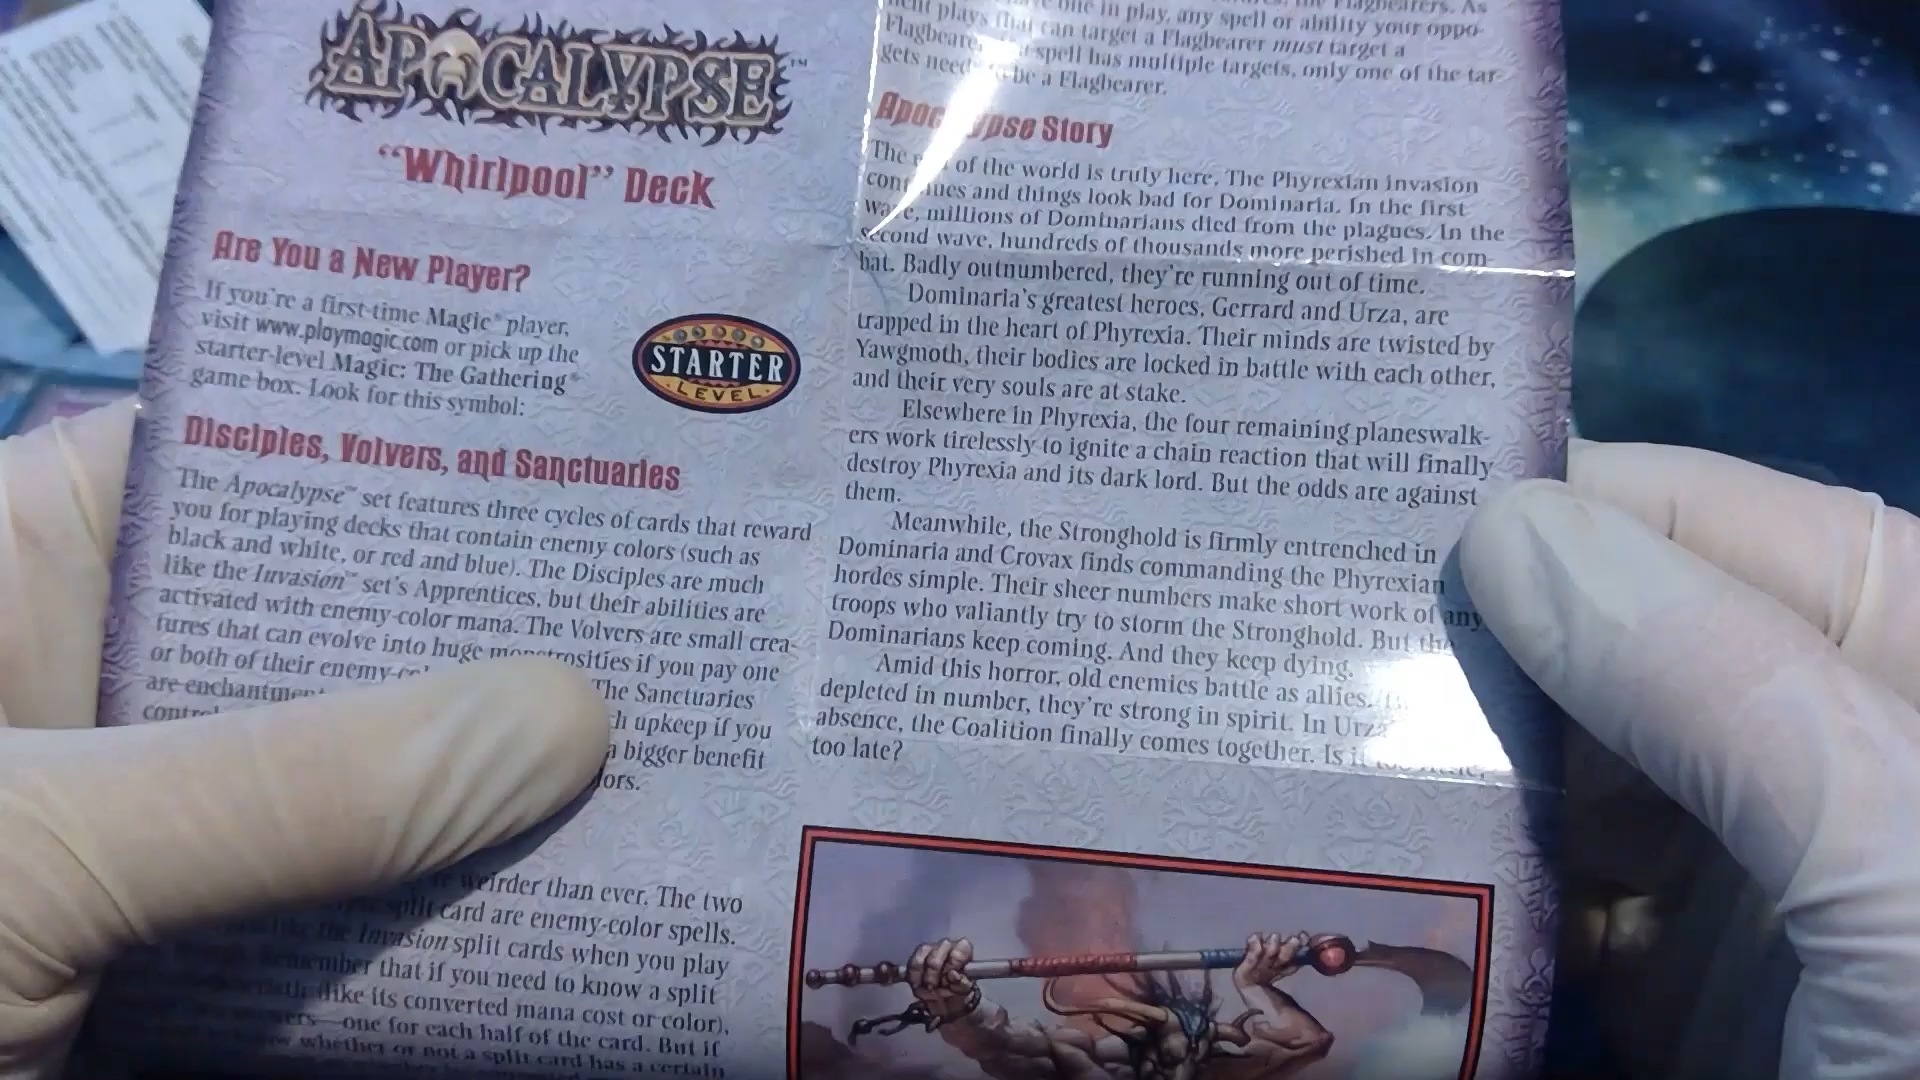 APOCALYPSE™
“Whirlpool” Deck
Are You a New Player?
If you're a first-time Magic® player,
visit www.playmagic.com or pick up the
starter-level Magic: The Gathering®
game box. Look for this symbol:
STARTER
LEVEL
Disciples, Volvers, and Sanctuaries
The Apocalypse™ set features three cycles of cards that reward
you for playing decks that contain enemy colors (such as
black and white, or red and blue). The Disciples are much
like the Invasion™ set's Apprentices, but their abilities are
activated with enemy-color mana. The Volvers are small crea-
tures that can evolve into huge monstrosities if you pay one
or both of their
are
The Sanctuaries
upkeep if you
a bigger benefit
weirder than ever. The two
split card are enemy-color spells.
the Invasion split cards when you play
Remember that if you need to know a split
(like its converted mana cost or color),
one for each half of the card. But if
whether or not a split card has a certain
Flagbearers. As
one in play, any spell or ability your oppo-
nent plays that can target a Flagbearer must target a
spell has multiple targets, only one of the tar-
gets be a Flagbearer.
Apocalypse Story
The of the world is truly here. The Phyrexian invasion
continues and things look bad for Dominaria. In the first
wave, millions of Dominarians died from the plagues. In the
second wave, hundreds of thousands more perished in com-
bat. Badly outnumbered, they're running out of time.
Dominaria's greatest heroes, Gerrard and Urza, are
trapped in the heart of Phyrexia. Their minds are twisted by
Yawgmoth, their bodies are locked in battle with each other,
and their very souls are at stake.
Elsewhere in Phyrexia, the four remaining planeswalk-
ers work tirelessly to ignite a chain reaction that will finally
destroy Phyrexia and its dark lord. But the odds are against
them.
Meanwhile, the Stronghold is firmly entrenched in
Dominaria and Crovax finds commanding the Phyrexian
hordes simple. Their sheer numbers make short work of any
troops who valiantly try to storm the Stronghold. But the
Dominarians keep coming. And they keep dying.
Amid this horror, old enemies battle as allies.
depleted in number, they're strong in spirit. In
absence, the Coalition finally comes together. Is
too late?